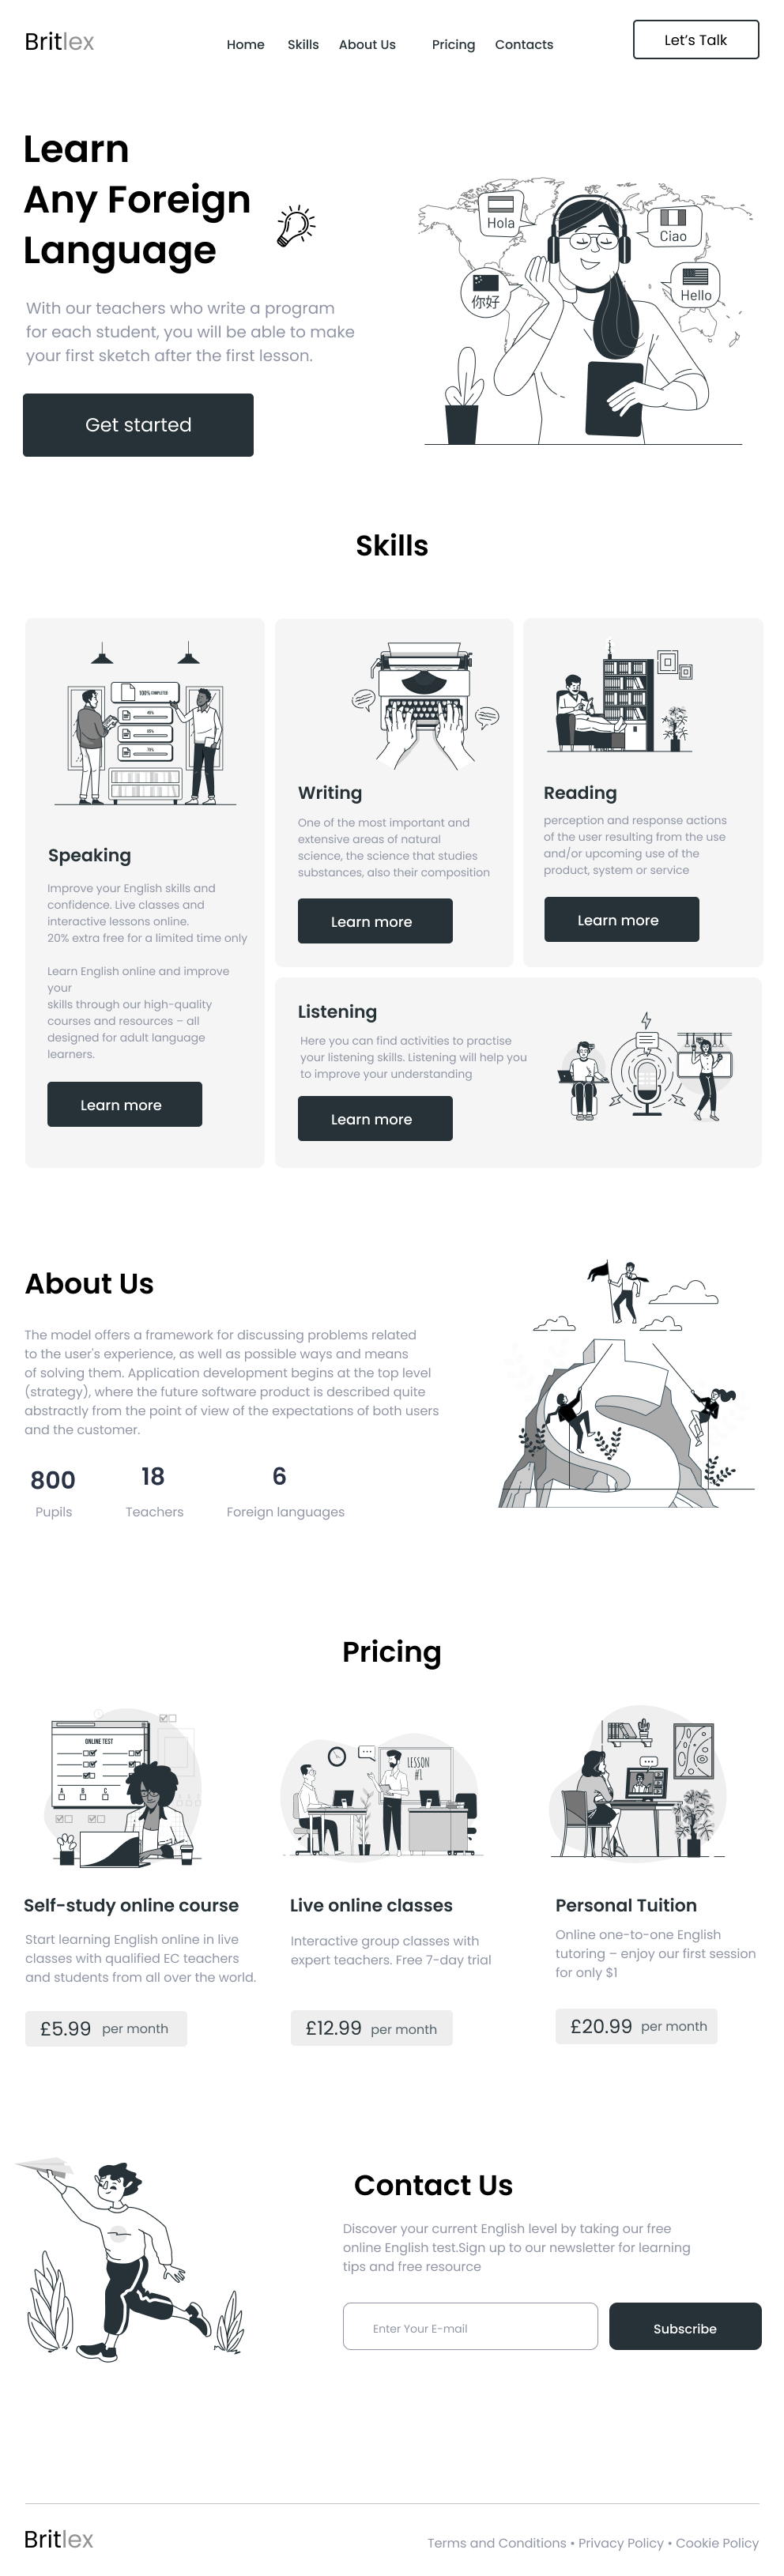 Britlex
Home Skills About Us Pricing Contacts
Let's Talk
Learn
Any Foreign
Language
With our teachers who write a program
for each student, you will be able to make
your first sketch after the first lesson.
Get started
Hola
Ciao
你好
Hello
Skills
100% COMPLETED
Speaking
Improve your English skills and
confidence. Live classes and
interactive lessons online.
20% extra free for a limited time only
Learn English online and improve
your
skills through our high-quality
courses and resources – all
designed for adult language
learners.
Learn more
Writing
One of the most important and
extensive areas of natural
science, the science that studies
substances, also their composition
Learn more
Reading
perception and response actions
of the user resulting from the use
and/or upcoming use of the
product, system or service
Learn more
Listening
Here you can find activities to practise
your listening skills. Listening will help you
to improve your understanding
Learn more
About Us
The model offers a framework for discussing problems related
to the user's experience, as well as possible ways and means
of solving them. Application development begins at the top level
(strategy), where the future software product is described quite
abstractly from the point of view of the expectations of both users
and the customer.
800 18 6
Pupils Teachers Foreign languages
Pricing
ONLINE TEST
A B C
LESSON
#1
Self-study online course
Start learning English online in live
classes with qualified EC teachers
and students from all over the world.
£5.99 per month
Live online classes
Interactive group classes with
expert teachers. Free 7-day trial
£12.99 per month
Personal Tuition
Online one-to-one English
tutoring – enjoy our first session
for only $1
£20.99 per month
Contact Us
Discover your current English level by taking our free
online English test.Sign up to our newsletter for learning
tips and free resource
Enter Your E-mail
Subscribe
Britlex
Terms and Conditions • Privacy Policy • Cookie Policy